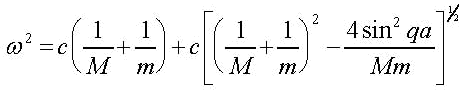 ω² = c(1/M + 1/m) + c[(1/M + 1/m)² − 4 sin² qa/Mm]^½